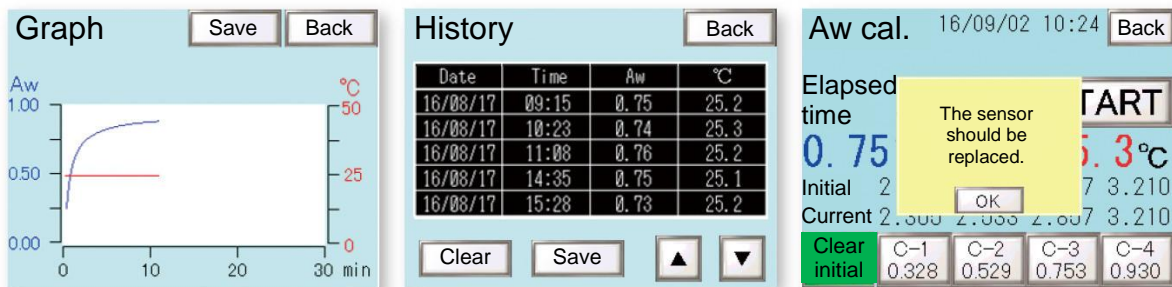 Graph
Save
Back
Aw
°C
1.00
50
0.50
25
0.00
0
0 10 20 30 min
History
Back
Date Time Aw °C
16/08/17 09:15 0.75 25.2
16/08/17 10:23 0.74 25.3
16/08/17 11:08 0.76 25.2
16/08/17 14:35 0.75 25.1
16/08/17 15:28 0.73 25.2
Clear
Save
▲
▼
Aw cal.
16/09/02 10:24
Back
Elapsed
time
TART
The sensor
should be
replaced.
OK
0.75
. 3 °C
Initial 2 7 3.210
Current 3.210
Clear
initial
C-1
0.328
C-2
0.529
C-3
0.753
C-4
0.930